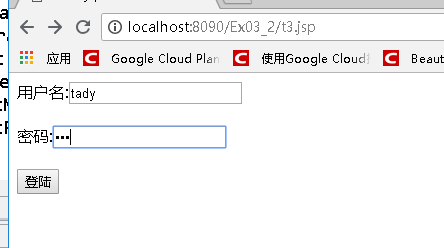 localhost:8090/Ex03_2/t3.jsp
应用 Google Cloud Plan 使用Google Cloud Beaut
用户名:tady
密码:•••
登陆